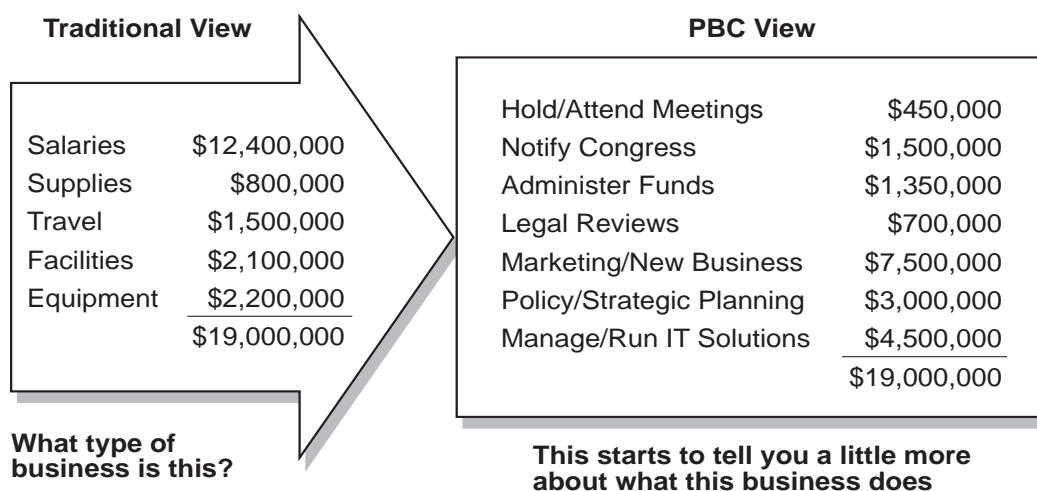 Traditional View
Salaries $12,400,000
Supplies $800,000
Travel $1,500,000
Facilities $2,100,000
Equipment $2,200,000
$19,000,000
What type of
business is this?
PBC View
Hold/Attend Meetings $450,000
Notify Congress $1,500,000
Administer Funds $1,350,000
Legal Reviews $700,000
Marketing/New Business $7,500,000
Policy/Strategic Planning $3,000,000
Manage/Run IT Solutions $4,500,000
$19,000,000
This starts to tell you a little more
about what this business does